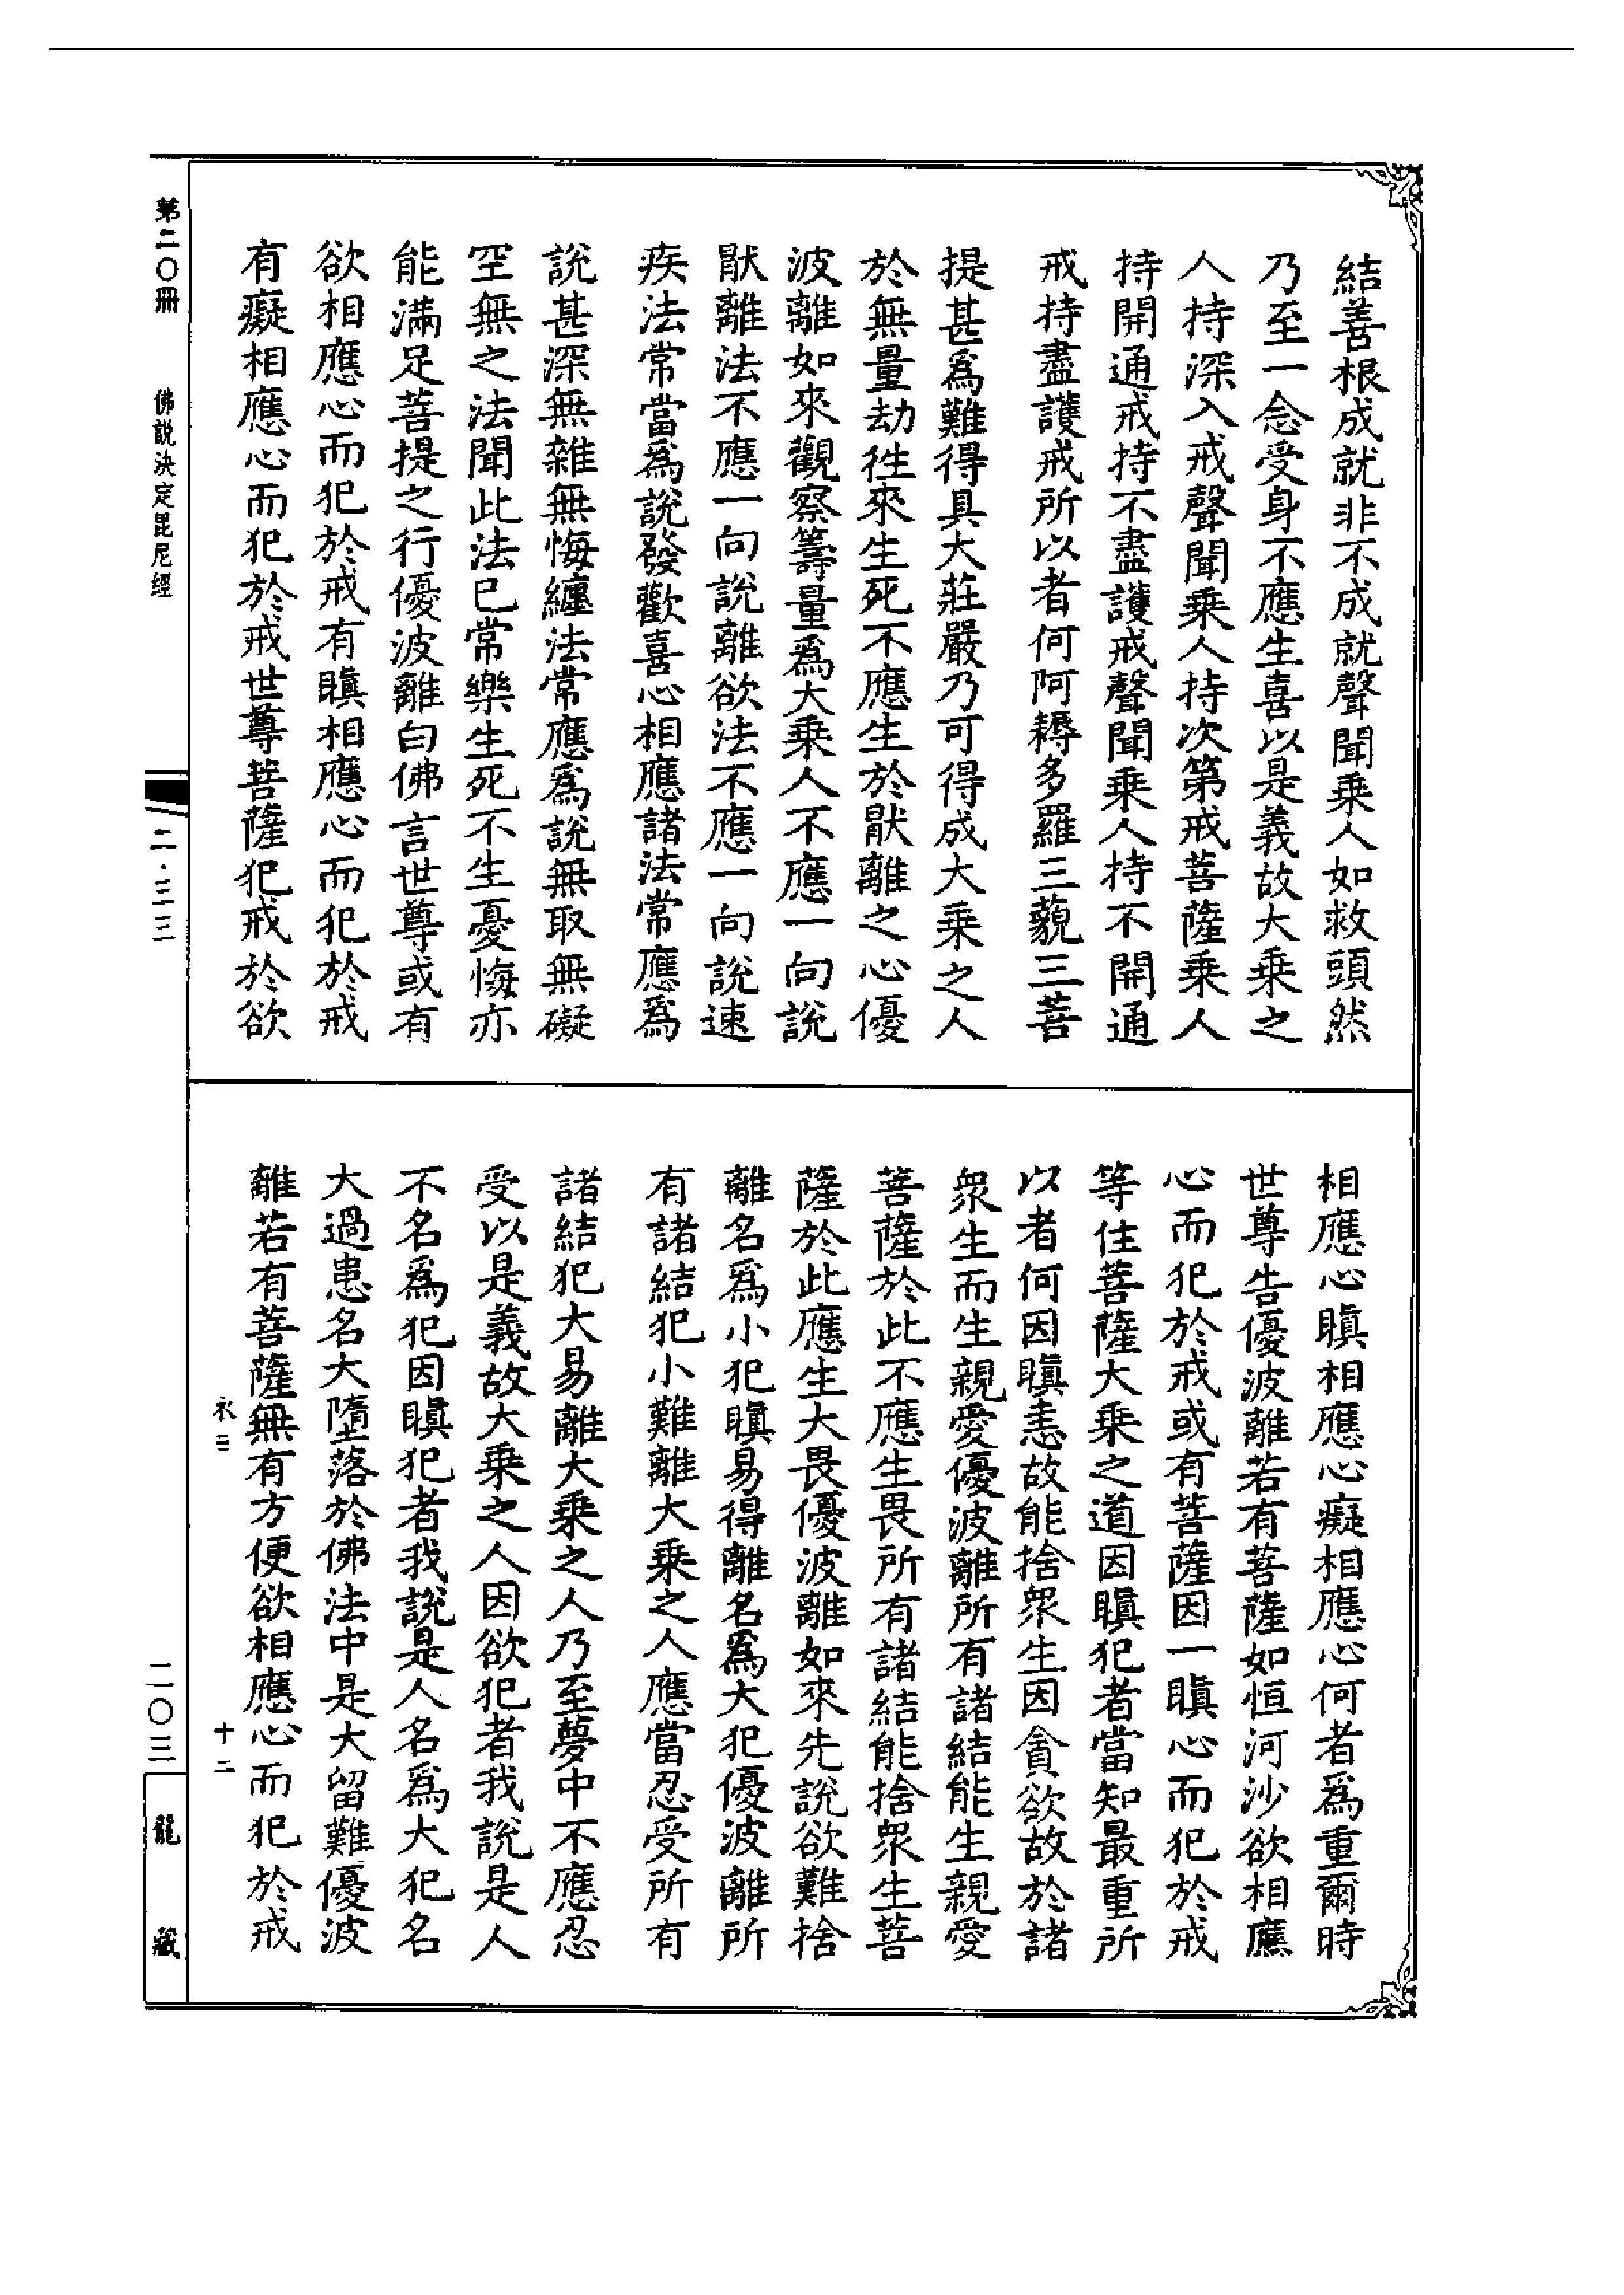 結善根成就非不成就聲聞乘人如救頭然
乃至一念受身不應生喜以是義故大乘之
人持深入戒聲聞乘人持次第戒菩薩乘人
持開通戒持不盡護戒聲聞乘人持不開通
戒持盡護戒所以者何阿耨多羅三藐三菩
提甚爲難得具大莊嚴乃可得成大乘之人
於無量劫徃來生死不應生於猒離之心優
波離如來觀察籌量爲大乘人不應一向說
猒離法不應一向說離欲法不應一向說速
疾法常當爲說發歡喜心相應諸法常應爲
說甚深無雜無悔纏法常應爲說無取無礙
空無之法聞此法已常樂生死不生憂悔亦
能滿足菩提之行優波離白佛言世尊或有
欲相應心而犯於戒有瞋相應心而犯於戒
有癡相應心而犯於戒世尊菩薩犯戒於欲
相應心瞋相應心癡相應心何者爲重爾時
世尊告優波離若有菩薩如恒河沙欲相應
心而犯於戒或有菩薩因一瞋心而犯於戒
等住菩薩大乘之道因瞋犯者當知最重所
以者何因瞋恚故能捨衆生因貪欲故於諸
衆生而生親愛優波離所有諸結能生親愛
菩薩於此不應生畏所有諸結能捨衆生菩
薩於此應生大畏優波離如來先說欲難捨
離名爲小犯瞋易得離名爲大犯優波離所
有諸結犯小難離大乘之人應當忍受所有
諸結犯大易離大乘之人乃至夢中不應忍
受以是義故大乘之人因欲犯者我說是人
不名爲犯因瞋犯者我說是人名爲大犯名
大過患名大墮落於佛法中是大留難優波
離若有菩薩無有方便欲相應心而犯於戒
十二
第二〇冊
佛説決定毘尼經
二·三三
二〇三
龍藏